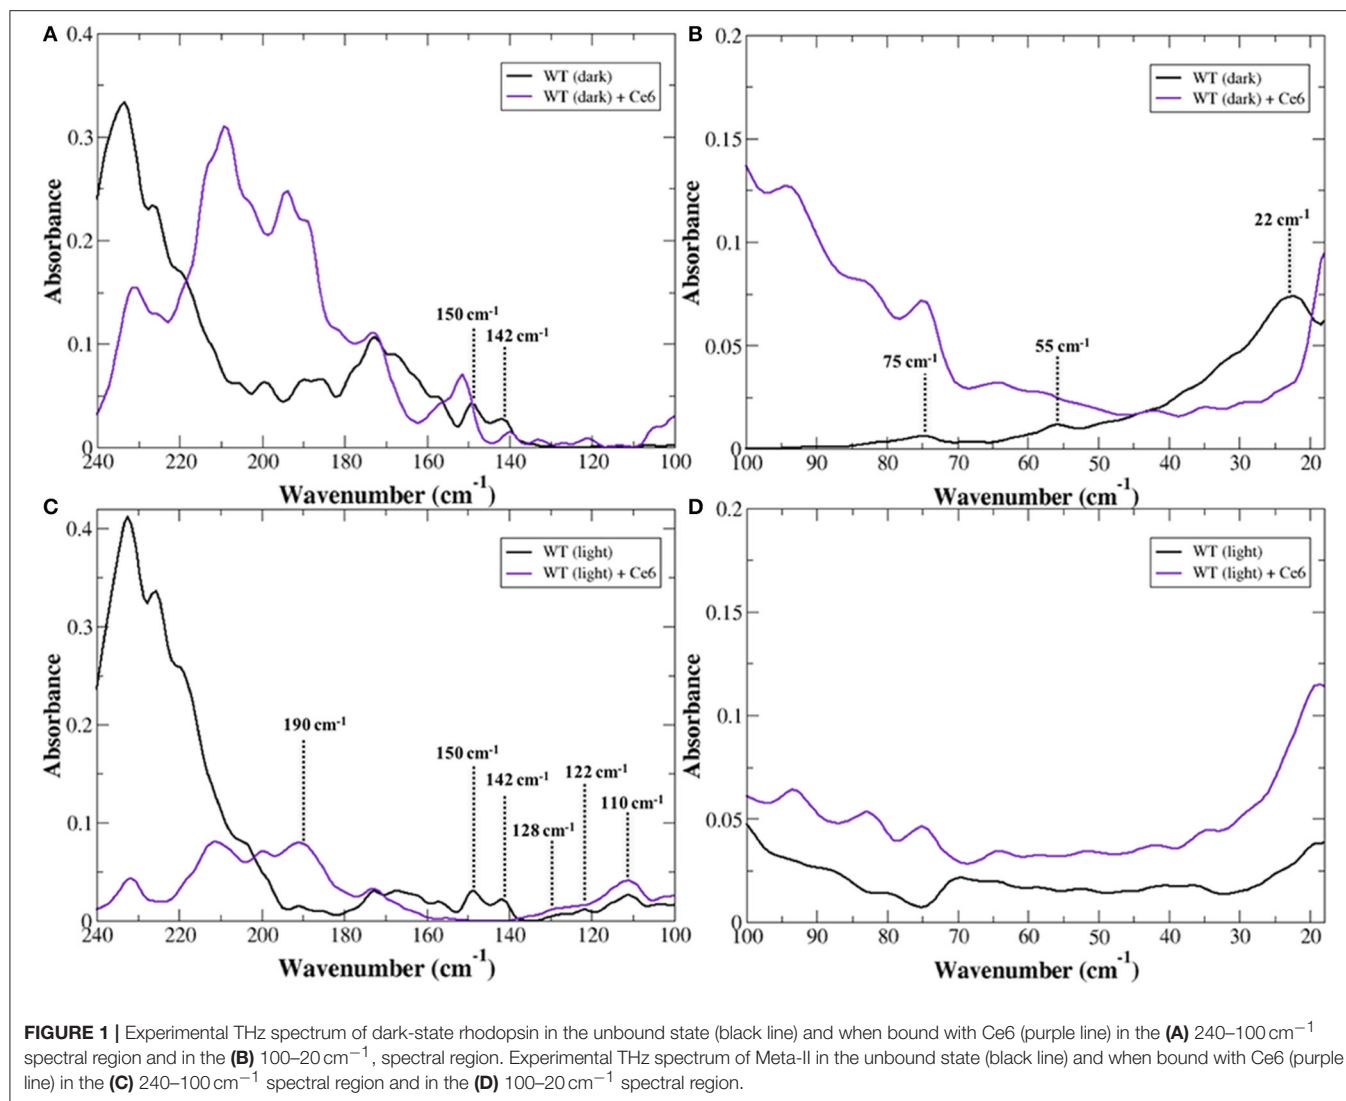 A
0.4
0.3
0.2
0.1
0
Absorbance
WT (dark)
WT (dark) + Ce6
150 cm-1
142 cm-1
240 220 200 180 160 140 120 100
Wavenumber (cm-1)
B
0.2
0.15
0.1
0.05
0
Absorbance
WT (dark)
WT (dark) + Ce6
22 cm-1
75 cm-1
55 cm-1
100 90 80 70 60 50 40 30 20
Wavenumber (cm-1)
C
0.4
0.3
0.2
0.1
0
Absorbance
WT (light)
WT (light) + Ce6
190 cm-1
150 cm-1
142 cm-1
128 cm-1
122 cm-1
110 cm-1
240 220 200 180 160 140 120 100
Wavenumber (cm-1)
D
0.2
0.15
0.1
0.05
0
Absorbance
WT (light)
WT (light) + Ce6
100 90 80 70 60 50 40 30 20
Wavenumber (cm-1)
FIGURE 1 | Experimental THz spectrum of dark-state rhodopsin in the unbound state (black line) and when bound with Ce6 (purple line) in the (A) 240–100 cm−1
spectral region and in the (B) 100–20 cm−1, spectral region. Experimental THz spectrum of Meta-II in the unbound state (black line) and when bound with Ce6 (purple
line) in the (C) 240–100 cm−1 spectral region and in the (D) 100–20 cm−1 spectral region.